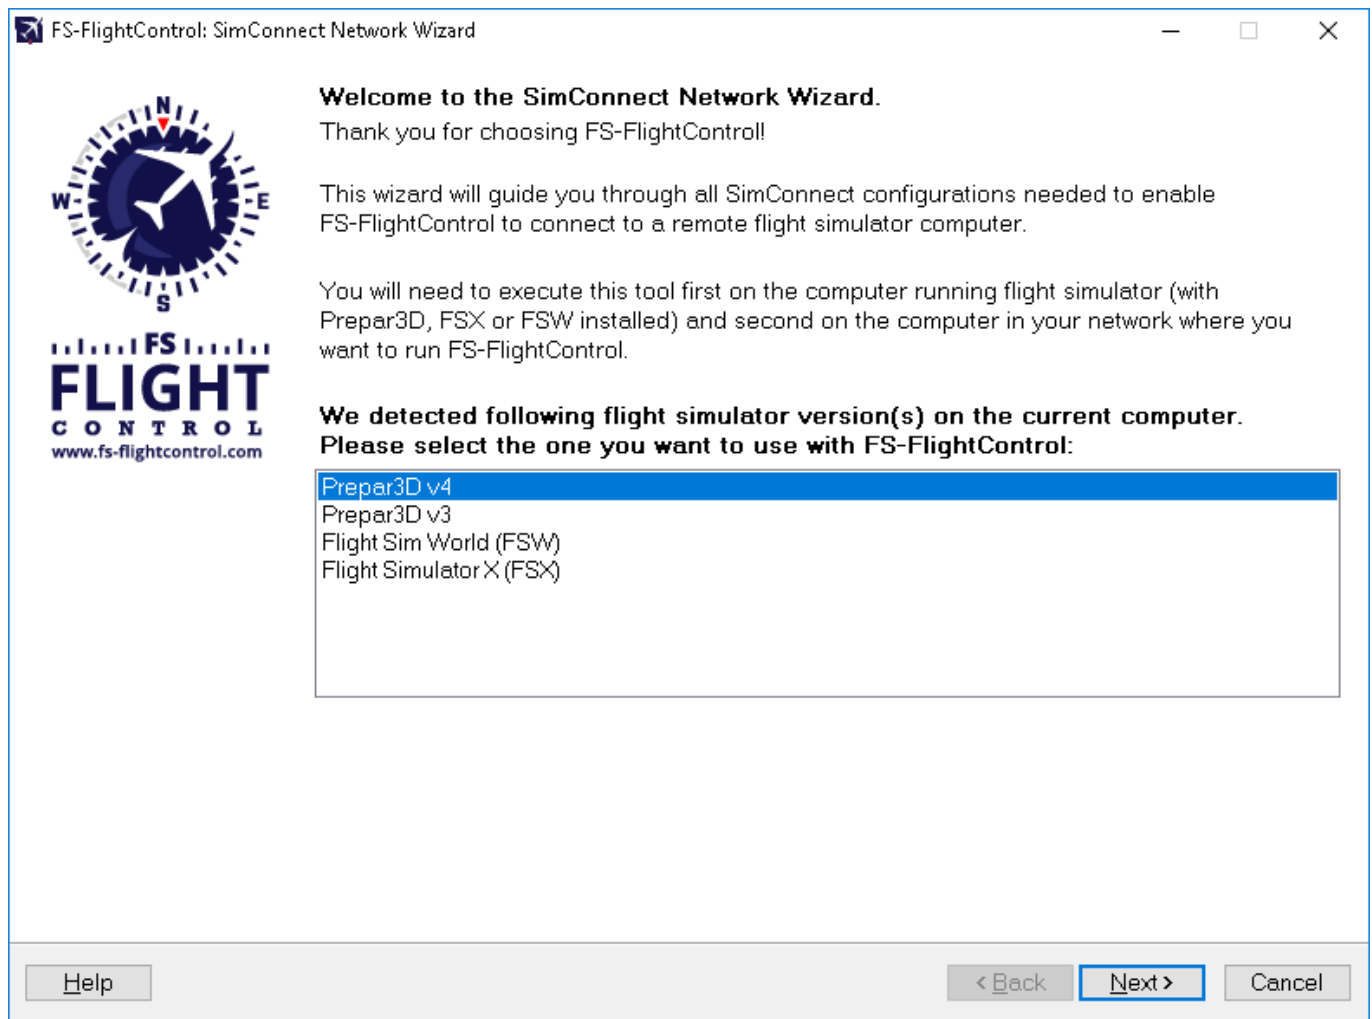 FS-FlightControl: SimConnect Network Wizard
N
W
E
S
FS
FLIGHT
CONTROL
www.fs-flightcontrol.com
Welcome to the SimConnect Network Wizard.
Thank you for choosing FS-FlightControl!
This wizard will guide you through all SimConnect configurations needed to enable
FS-FlightControl to connect to a remote flight simulator computer.
You will need to execute this tool first on the computer running flight simulator (with
Prepar3D, FSX or FSW installed) and second on the computer in your network where you
want to run FS-FlightControl.
We detected following flight simulator version(s) on the current computer.
Please select the one you want to use with FS-FlightControl:
Prepar3D v4
Prepar3D v3
Flight Sim World (FSW)
Flight Simulator X (FSX)
Help
< Back
Next >
Cancel